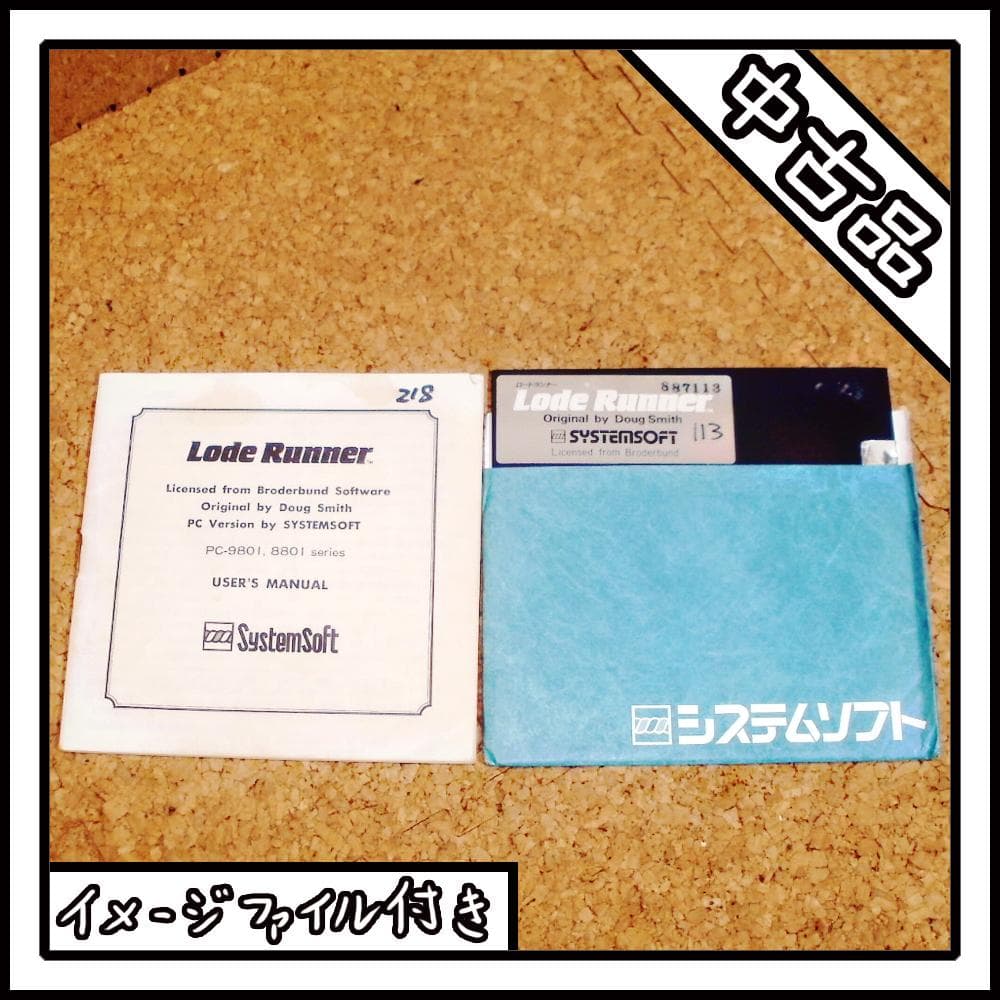 中古品
218
Lode Runner™
Licensed from Broderbund Software
Original by Doug Smith
PC Version by SYSTEMSOFT
PC-9801, 8801 series
USER'S MANUAL
SystemSoft
ロード・ランナー
887113
Lode Runner™
Original by Doug Smith
SYSTEMSOFT 113
Licensed from Broderbund
システムソフト
イメージファイル付き